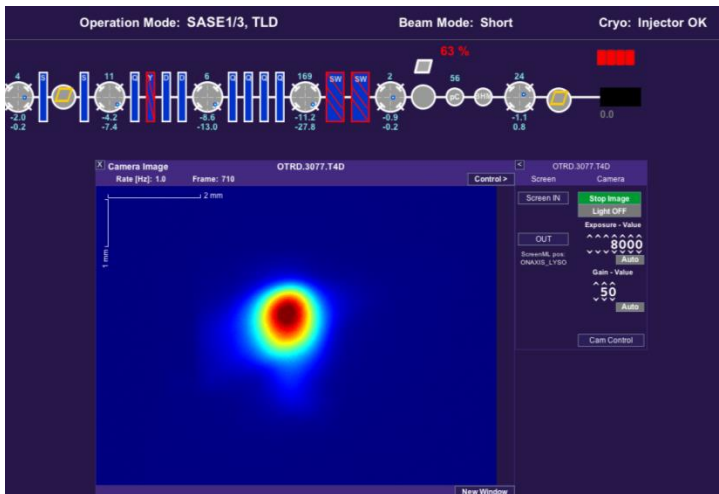 Operation Mode: SASE1/3, TLD Beam Mode: Short Cryo: Injector OK
63 %
4 11 6 169 2 56 24
S S Q Y D D Q Q Q Q SW SW
pC
-2.0 -4.2 -8.6 -11.2 -0.9 -1.1 0.0
-0.2 -7.4 -13.0 -27.8 -0.2 0.8
X Camera Image OTRD.3077.T4D
Rate [Hz]: 1.0 Frame: 710 Control >
2 mm
1 mm
New Window
< OTRD.3077.T4D
Screen Camera
Screen IN Stop Image
Light OFF
Exposure - Value
8000
OUT
Auto
ScreenML pos:
ONAXIS_LYSO
Gain - Value
50
Auto
Cam Control